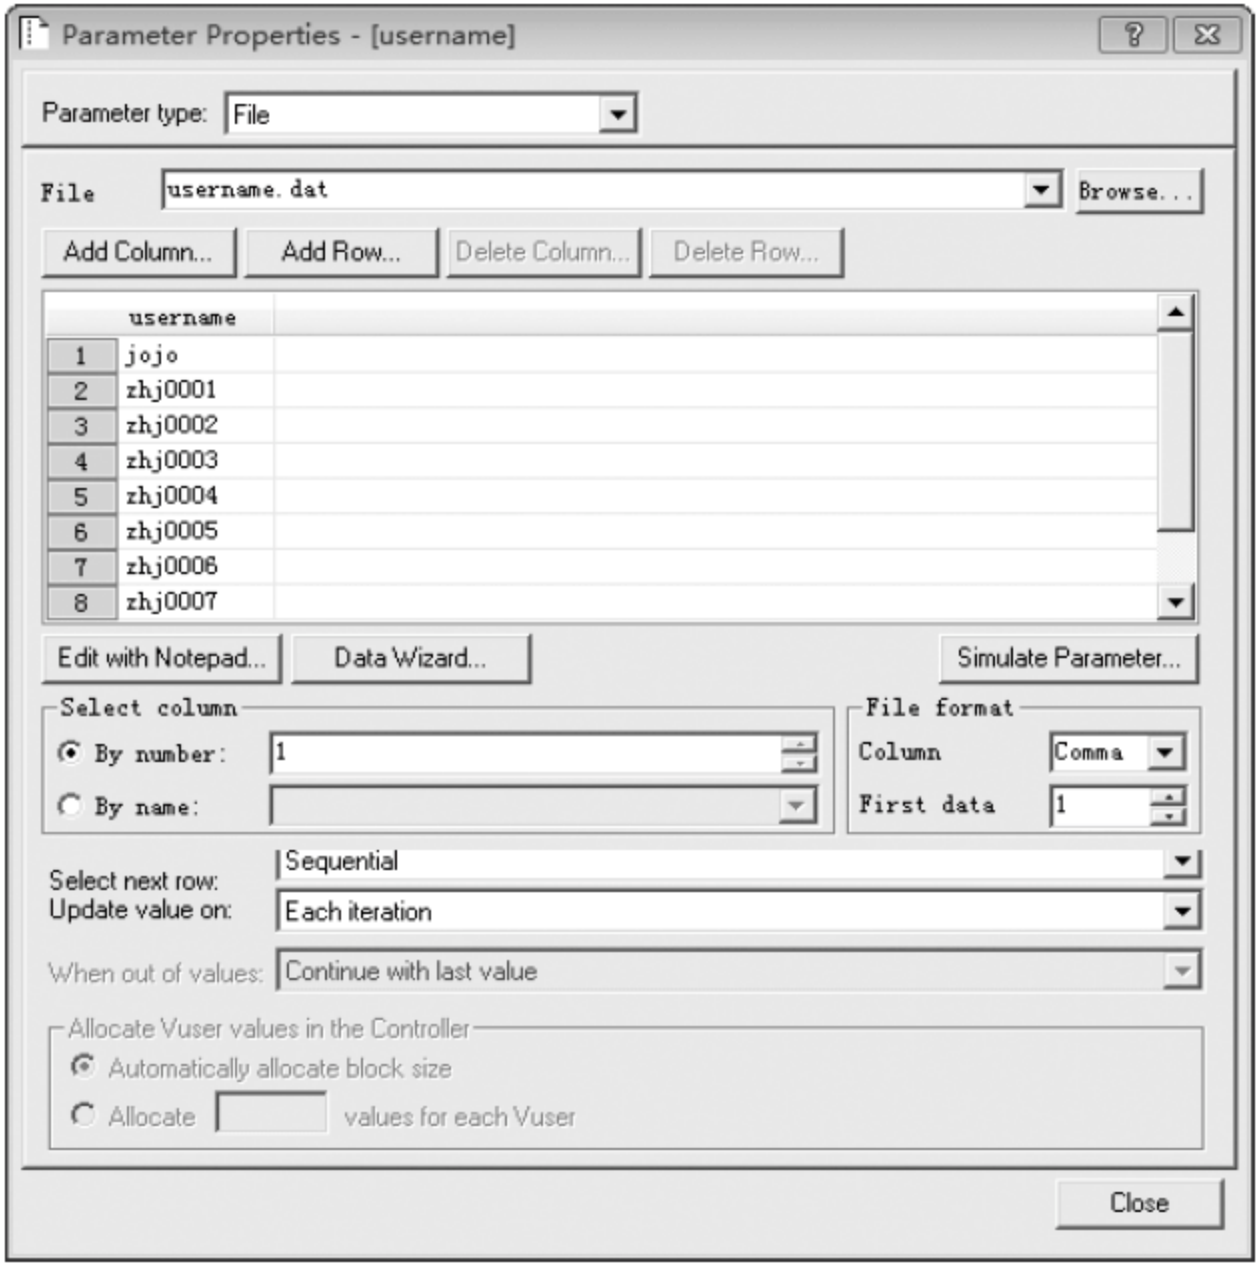 Parameter Properties - [username]
Parameter type: File
File username.dat Browse...
Add Column... Add Row... Delete Column... Delete Row...
username
1 jojo
2 zhj0001
3 zhj0002
4 zhj0003
5 zhj0004
6 zhj0005
7 zhj0006
8 zhj0007
Edit with Notepad... Data Wizard... Simulate Parameter...
Select column File format
By number: 1 Column Comma
By name: First data 1
Select next row: Sequential
Update value on: Each iteration
When out of values: Continue with last value
Allocate Vuser values in the Controller
Automatically allocate block size
Allocate values for each Vuser
Close